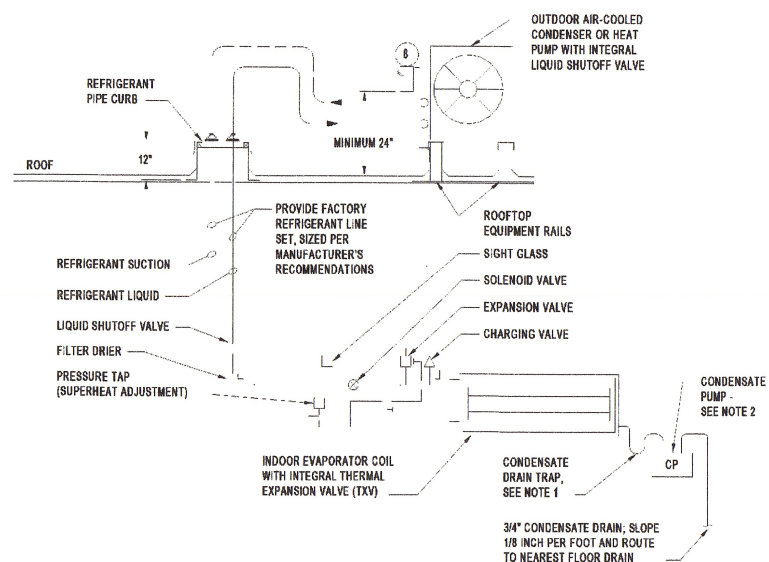 OUTDOOR AIR-COOLED
CONDENSER OR HEAT
PUMP WITH INTEGRAL
LIQUID SHUTOFF VALVE
REFRIGERANT
PIPE CURB
MINIMUM 24"
12"
ROOF
PROVIDE FACTORY
REFRIGERANT LINE
SET, SIZED PER
MANUFACTURER'S
RECOMMENDATIONS
ROOFTOP
EQUIPMENT RAILS
SIGHT GLASS
REFRIGERANT SUCTION
SOLENOID VALVE
REFRIGERANT LIQUID
EXPANSION VALVE
LIQUID SHUTOFF VALVE
CHARGING VALVE
FILTER DRIER
PRESSURE TAP
(SUPERHEAT ADJUSTMENT)
CONDENSATE
PUMP -
SEE NOTE 2
INDOOR EVAPORATOR COIL
WITH INTEGRAL THERMAL
EXPANSION VALVE (TXV)
CONDENSATE
DRAIN TRAP,
SEE NOTE 1
CP
3/4" CONDENSATE DRAIN; SLOPE
1/8 INCH PER FOOT AND ROUTE
TO NEAREST FLOOR DRAIN